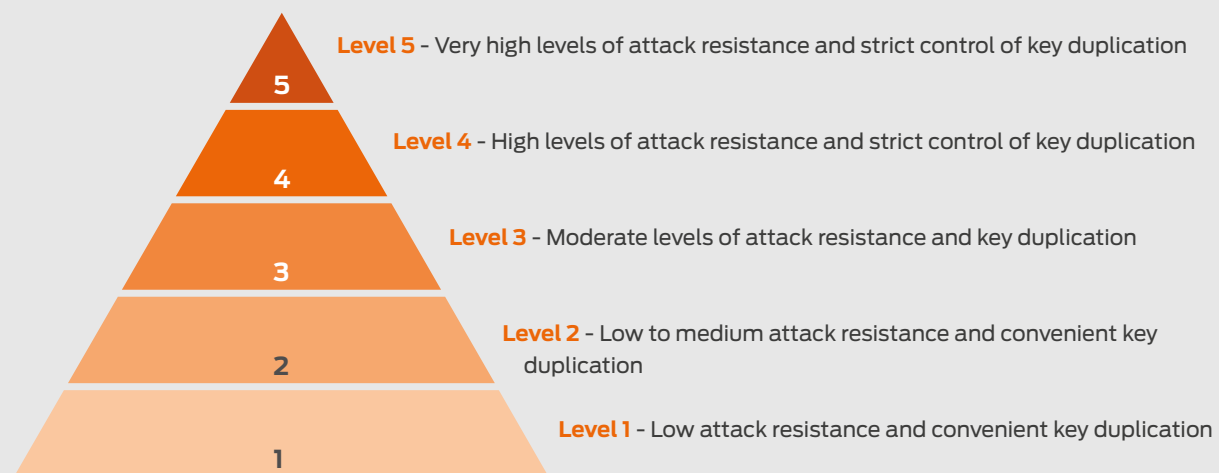 Level 5 - Very high levels of attack resistance and strict control of key duplication
5
Level 4 - High levels of attack resistance and strict control of key duplication
4
Level 3 - Moderate levels of attack resistance and key duplication
3
Level 2 - Low to medium attack resistance and convenient key
duplication
2
Level 1 - Low attack resistance and convenient key duplication
1